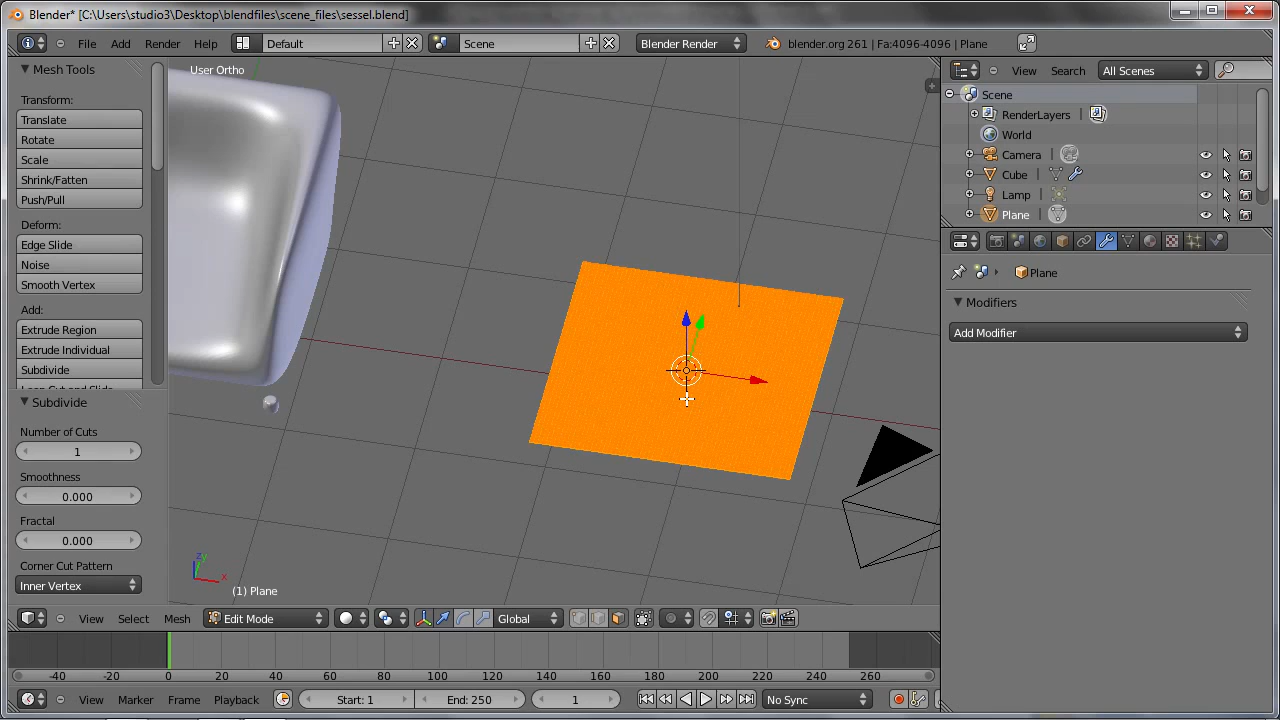 Blender* [C:\Users\studio3\Desktop\blendfiles\scene_files\sessel.blend]
File Add Render Help Default Scene Blender Render blender.org 261 | Fa:4096-4096 | Plane
Mesh Tools
Transform:
Translate
Rotate
Scale
Shrink/Fatten
Push/Pull
Deform:
Edge Slide
Noise
Smooth Vertex
Add:
Extrude Region
Extrude Individual
Subdivide
Loop Cut and Slide
Subdivide
Number of Cuts
1
Smoothness
0.000
Fractal
0.000
Corner Cut Pattern
Inner Vertex
User Ortho
z y
x
(1) Plane
View Search All Scenes
Scene
RenderLayers |
World
Camera |
Cube |
Lamp |
Plane |
Plane
Modifiers
Add Modifier
View Select Mesh Edit Mode Global
-40 -20 0 20 40 60 80 100 120 140 160 180 200 220 240 260
View Marker Frame Playback Start: 1 End: 250 1 No Sync